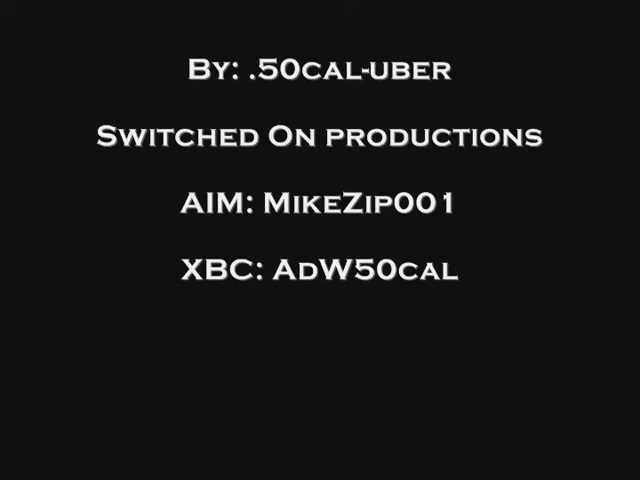 By: .50cal-uber
Switched On productions
AIM: MikeZip001
XBC: AdW50cal